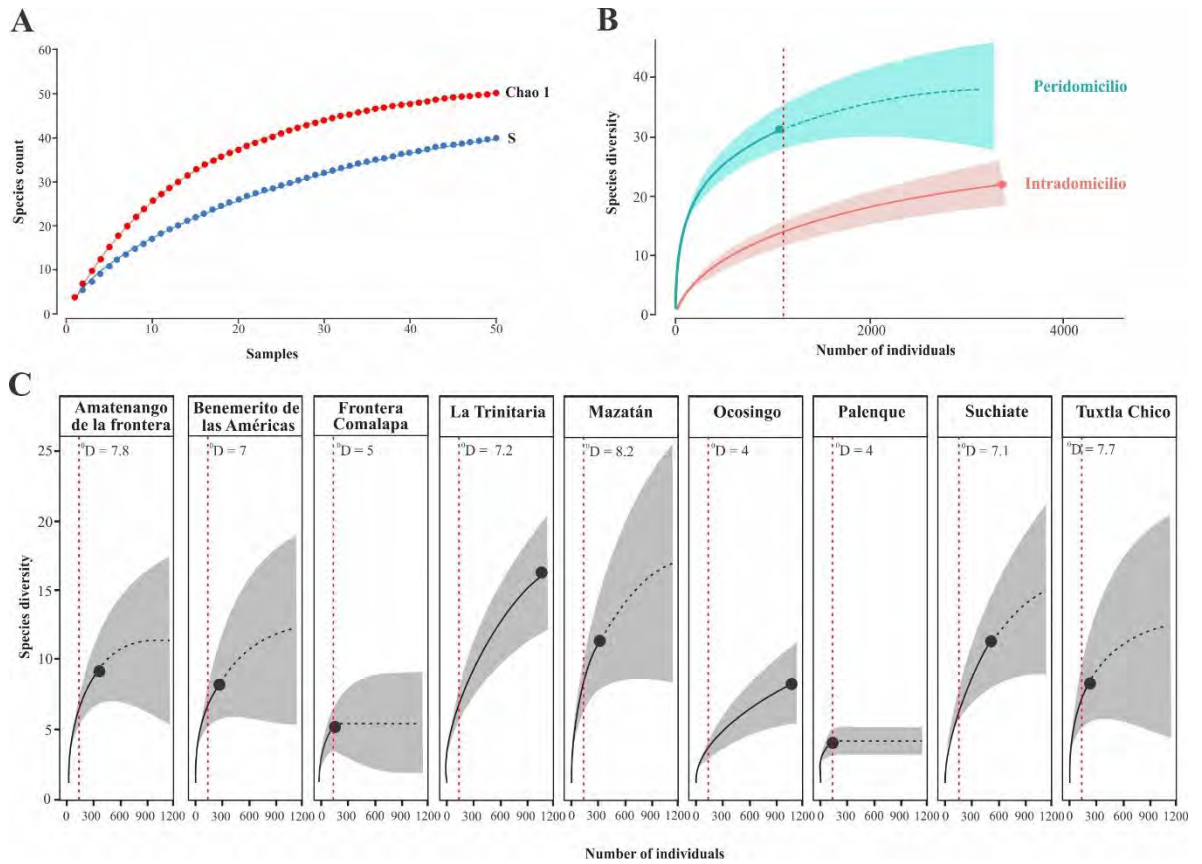 A
60
50
40
30
20
10
0
Species count
Chao 1
S
0 10 20 30 40 50
Samples
B
40
30
20
10
0
Species diversity
Peridomicilio
Intradomicilio
0 2000 4000
Number of individuals
C
Amatenango
de la frontera
Benemerito de
las Américas
Frontera
Comalapa
La Trinitaria
Mazatán
Ocosingo
Palenque
Suchiate
Tuxtla Chico
⁰D = 7.8
⁰D = 7
⁰D = 5
⁰D = 7.2
⁰D = 8.2
⁰D = 4
⁰D = 4
⁰D = 7.1
⁰D = 7.7
25
20
15
10
5
0
Species diversity
0 300 600 900 1200
0 300 600 900 1200
0 300 600 900 1200
0 300 600 900 1200
0 300 600 900 1200
0 300 600 900 1200
0 300 600 900 1200
0 300 600 900 1200
0 300 600 900 1200
Number of individuals